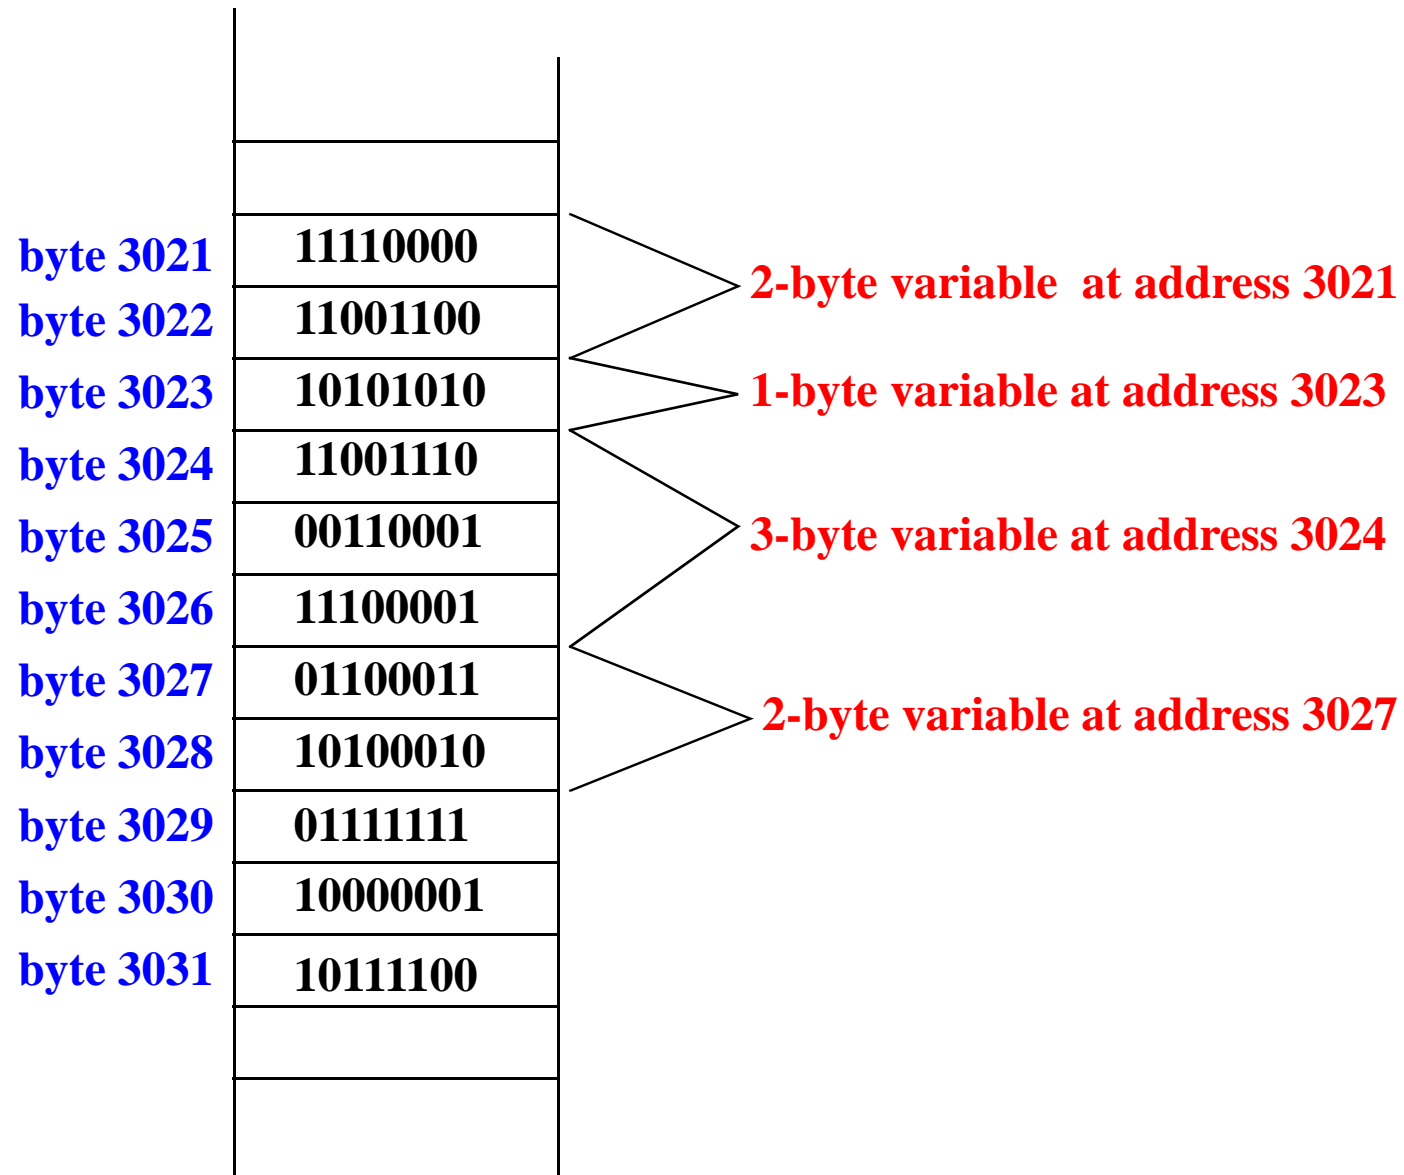 byte 3021 11110000
2-byte variable at address 3021
byte 3022 11001100
byte 3023 10101010 1-byte variable at address 3023
byte 3024 11001110
byte 3025 00110001 3-byte variable at address 3024
byte 3026 11100001
byte 3027 01100011
2-byte variable at address 3027
byte 3028 10100010
byte 3029 01111111
byte 3030 10000001
byte 3031 10111100